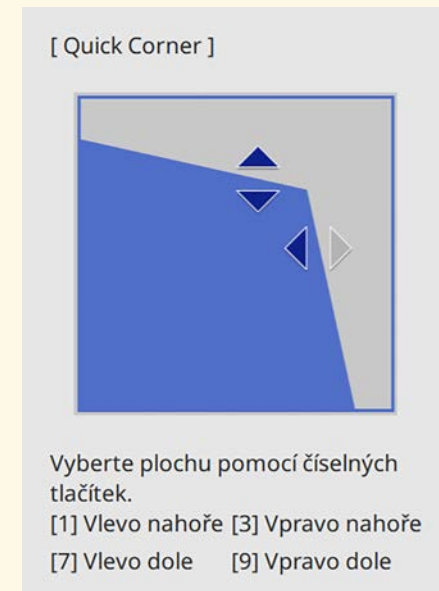 [ Quick Corner ]
Vyberte plochu pomocí číselných
tlačítek.
[1] Vlevo nahoře [3] Vpravo nahoře
[7] Vlevo dole [9] Vpravo dole